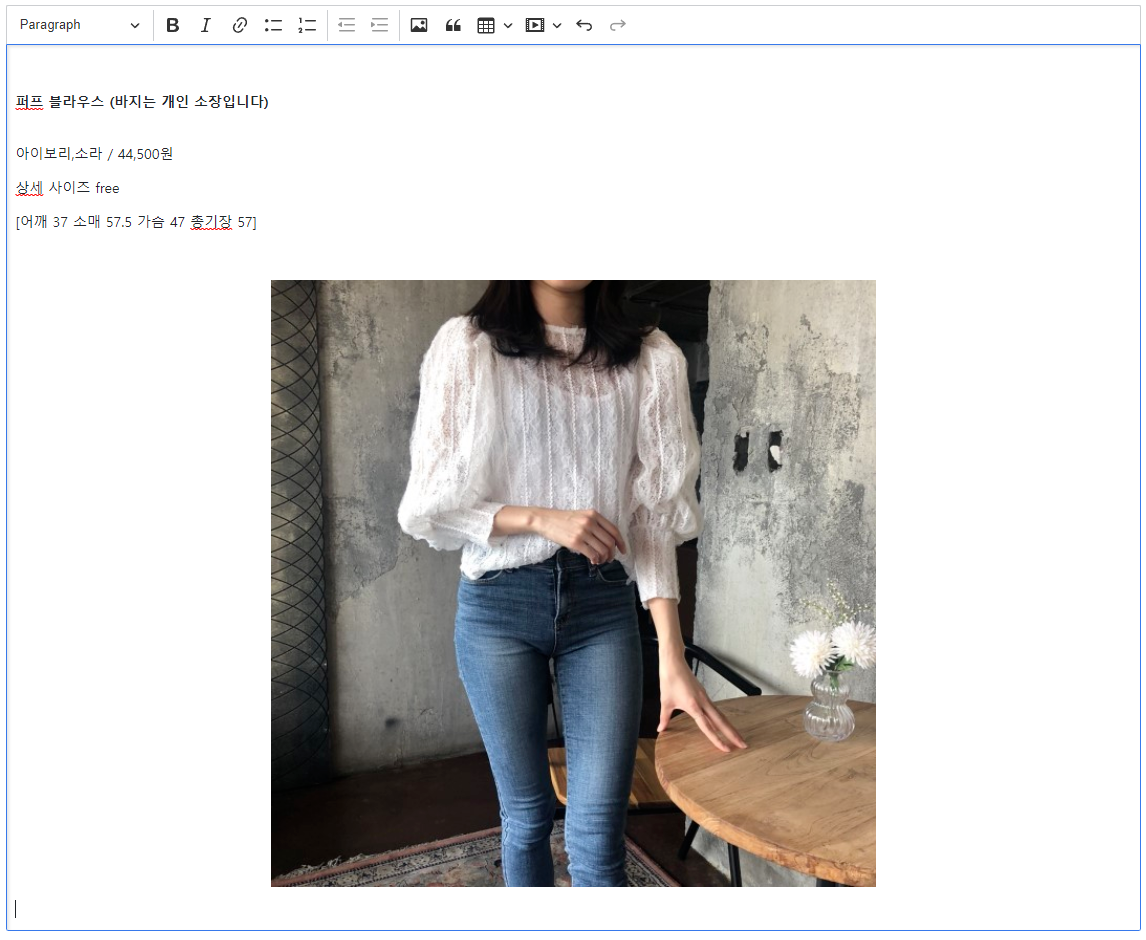 Paragraph
퍼프 블라우스 (바지는 개인 소장입니다)
아이보리,소라 / 44,500원
상세 사이즈 free
[어깨 37 소매 57.5 가슴 47 총기장 57]